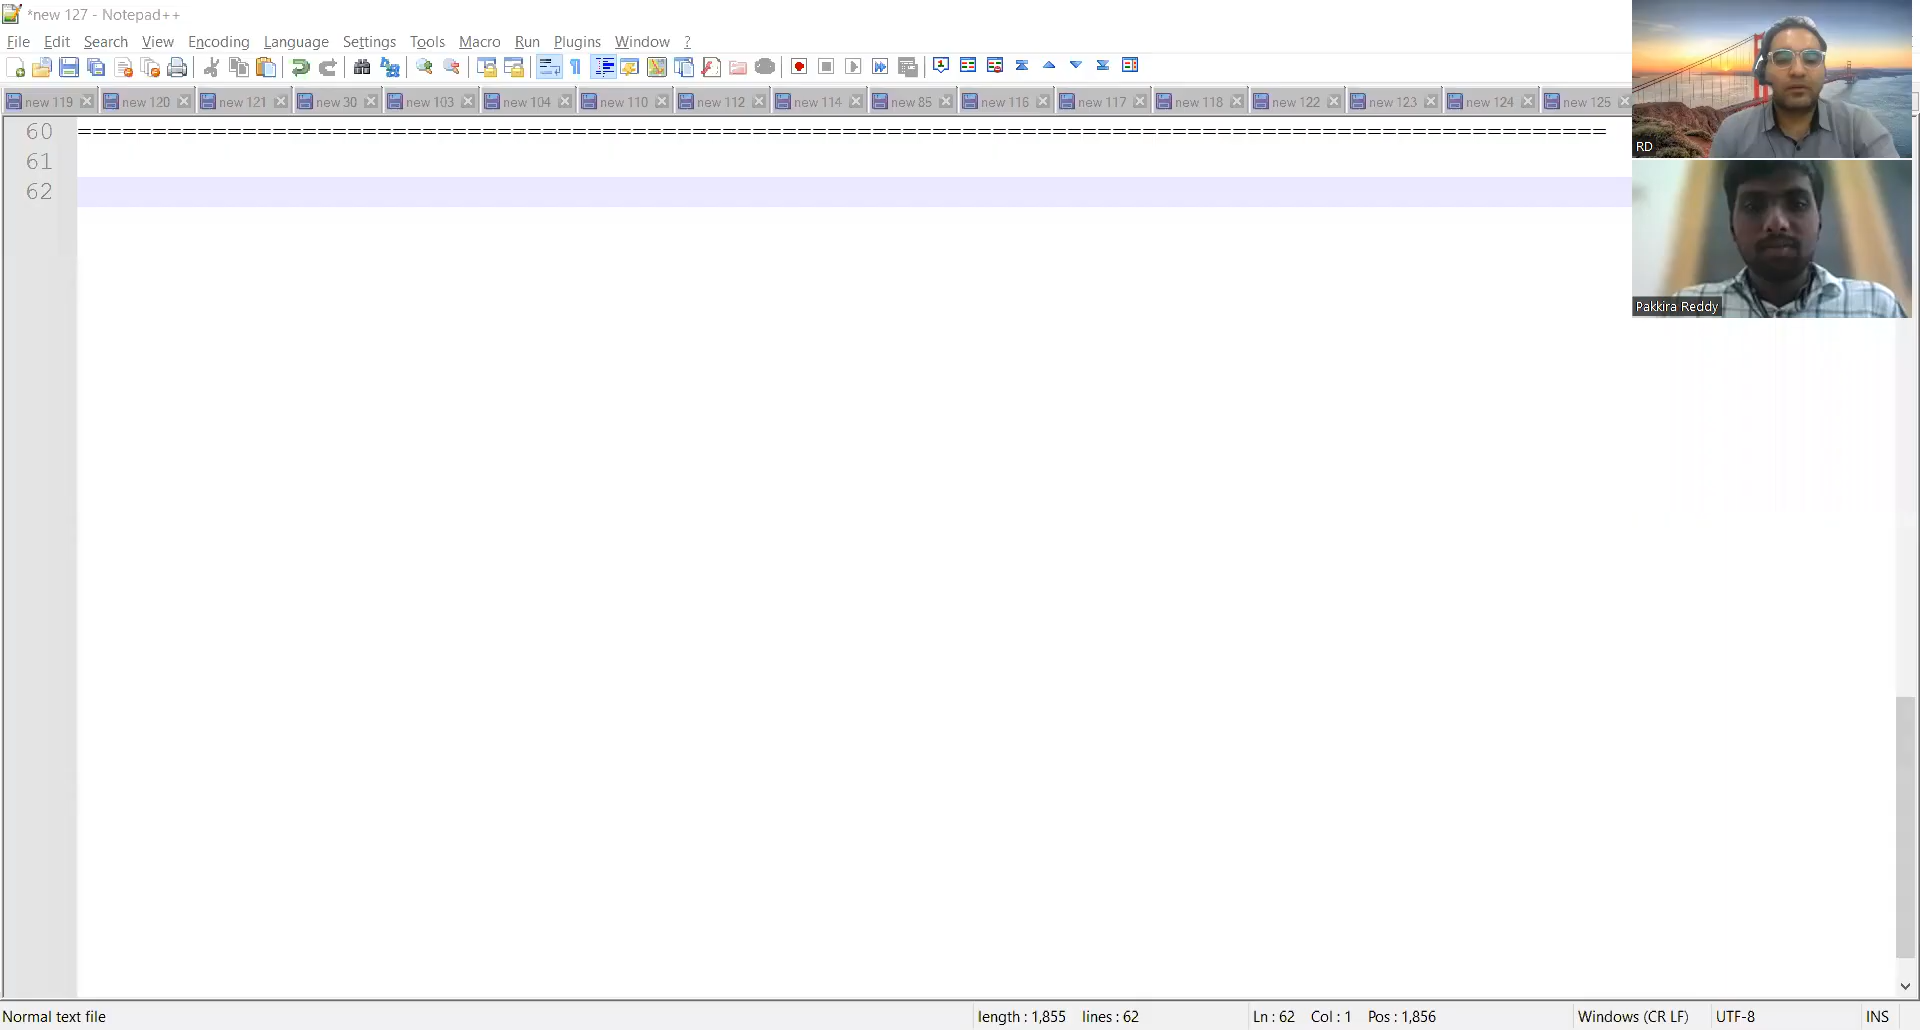 *new 127 - Notepad++
File Edit Search View Encoding Language Settings Tools Macro Run Plugins Window ?
new 119 new 120 new 121 new 30 new 103 new 104 new 110 new 112 new 114 new 85 new 116 new 117 new 118 new 122 new 123 new 124 new 125
60 ======================================================================================================
61
62
RD
Pakkira Reddy
Normal text file length : 1,855 lines : 62 Ln : 62 Col : 1 Pos : 1,856 Windows (CR LF) UTF-8 INS